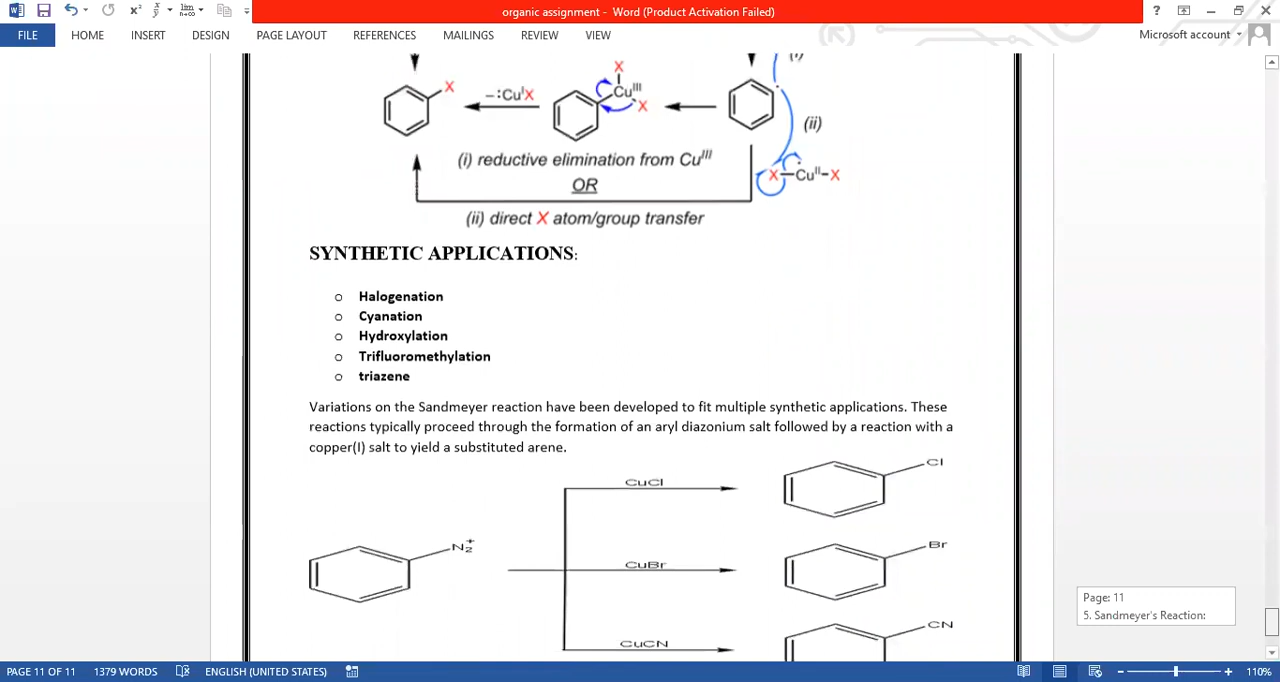 organic assignment - Word (Product Activation Failed)
FILE HOME INSERT DESIGN PAGE LAYOUT REFERENCES MAILINGS REVIEW VIEW Microsoft account
(i)
X X –:CuIX CuIII X
(ii)
(i) reductive elimination from CuIII
X–CuII–X
OR
(ii) direct X atom/group transfer
SYNTHETIC APPLICATIONS:
o Halogenation
o Cyanation
o Hydroxylation
o Trifluoromethylation
o triazene
Variations on the Sandmeyer reaction have been developed to fit multiple synthetic applications. These
reactions typically proceed through the formation of an aryl diazonium salt followed by a reaction with a
copper(I) salt to yield a substituted arene.
CuCl Cl
N2+ CuBr Br
CuCN CN
Page: 11
5. Sandmeyer's Reaction:
PAGE 11 OF 11 1379 WORDS ENGLISH (UNITED STATES) 110%